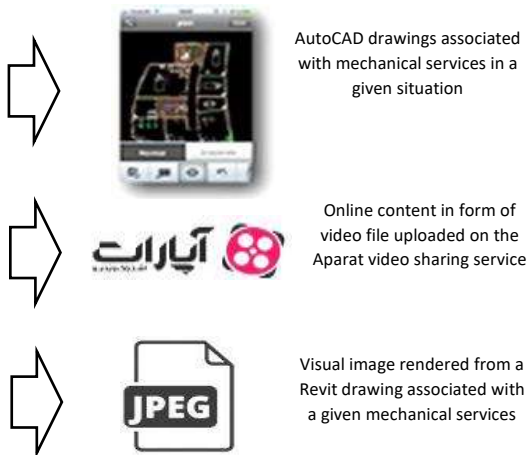 AutoCAD drawings associated
with mechanical services in a
given situation
آپارات
Online content in form of
video file uploaded on the
Aparat video sharing service
JPEG
Visual image rendered from a
Revit drawing associated with
a given mechanical services